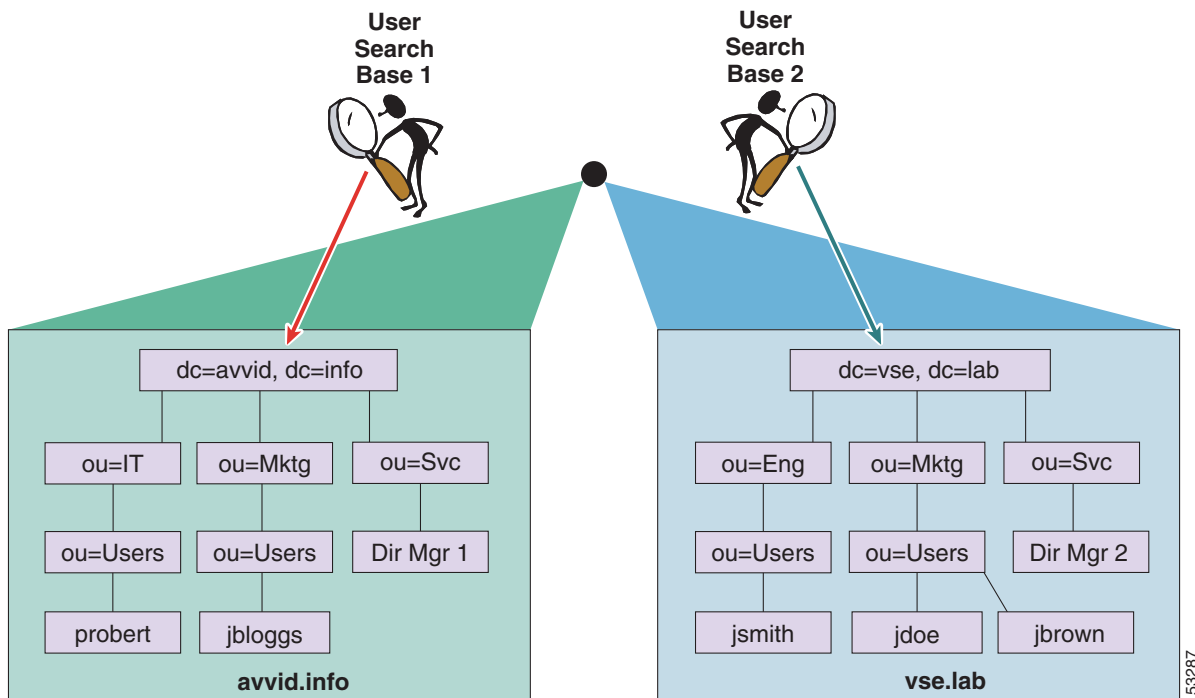 User
Search
Base 1
User
Search
Base 2
dc=avvid, dc=info
ou=IT
ou=Mktg
ou=Svc
ou=Users
ou=Users
Dir Mgr 1
probert
jbloggs
avvid.info
dc=vse, dc=lab
ou=Eng
ou=Mktg
ou=Svc
ou=Users
ou=Users
Dir Mgr 2
jsmith
jdoe
jbrown
vse.lab
53287